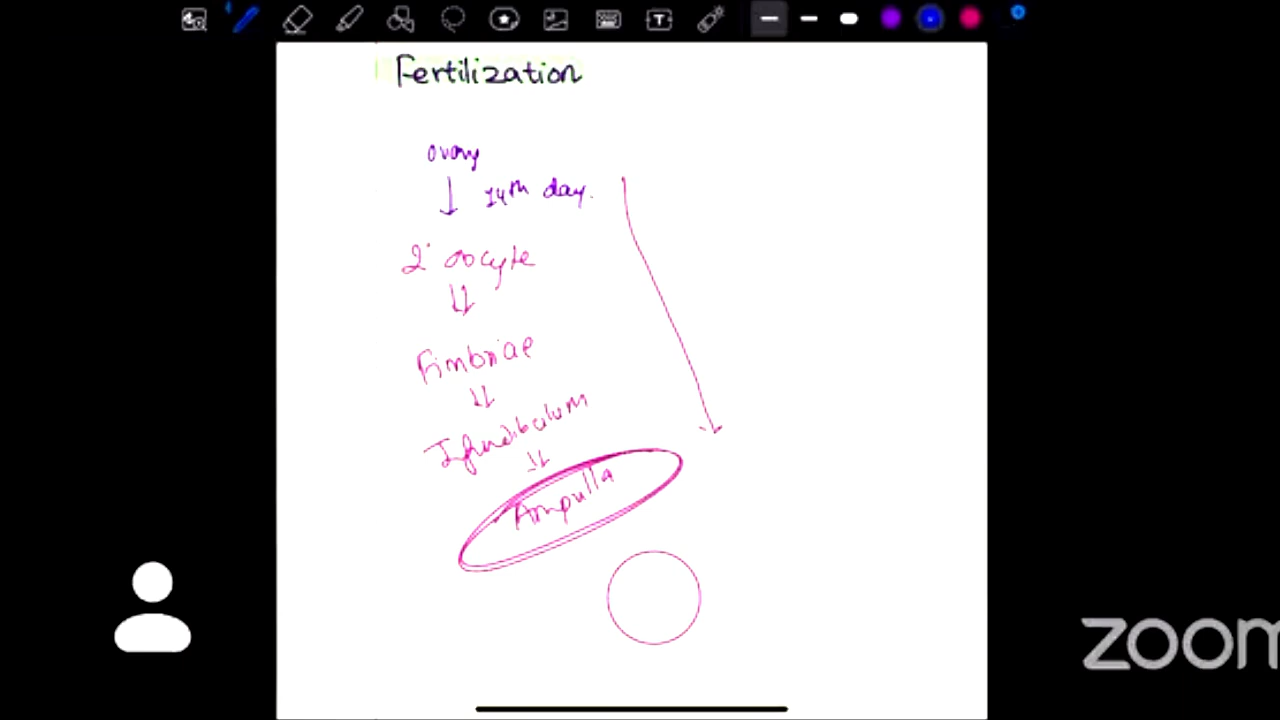 Fertilization
ovary
14th day.
2° oocyte
Fimbriae
Infundibulum
Ampulla
zoom